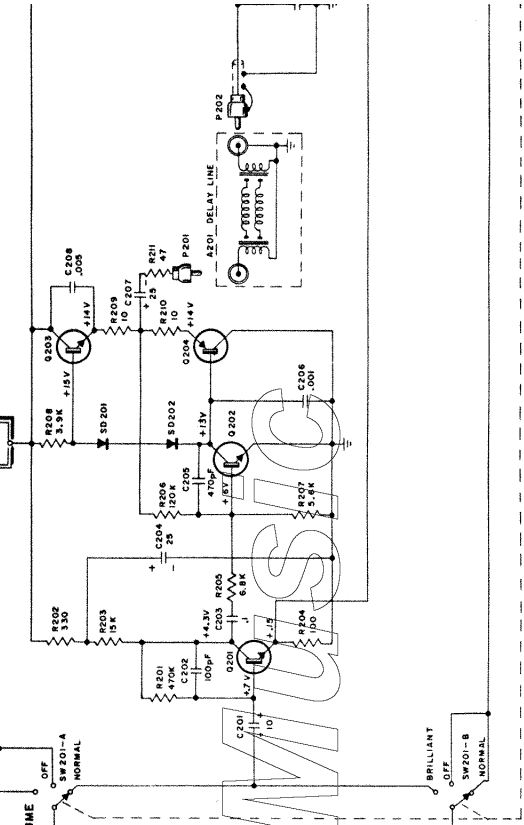 P202
A201 DELAY LINE
C208
.005
R211
47
P201
+14V
R209
10
C207
+
25
R210
10
+14V
Q203
+15V
Q204
R208
3.9K
SD201
SD202
+13V
Q202
C206
.001
C205
470pF
+.6V
R206
120K
R207
5.6K
C204
25
+
-
R205
6.8K
R202
330
R203
15K
+4.3V
C203
.1
+.15
R204
100
Q201
R201
470K
C202
100pF
+.7V
C201
+
+
10
OFF
SW201-A
NORMAL
UME
BRILLIANT
OFF
SW201-B
NORMAL
Music